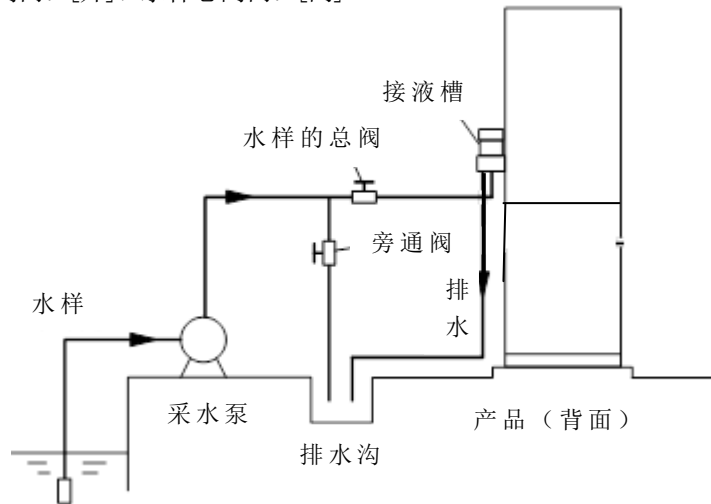 接液槽
水样的总阀
旁通阀
排水
水样
采水泵
产品（背面）
排水沟